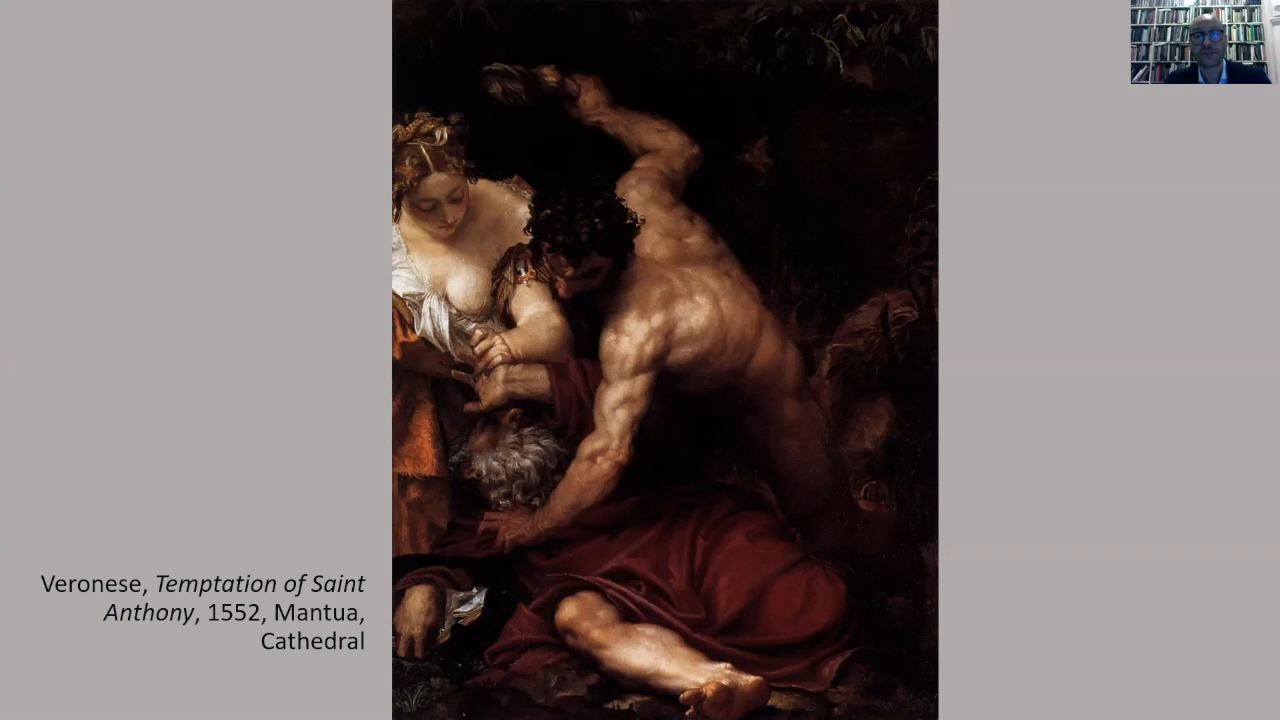 Veronese, Temptation of Saint
Anthony, 1552, Mantua,
Cathedral